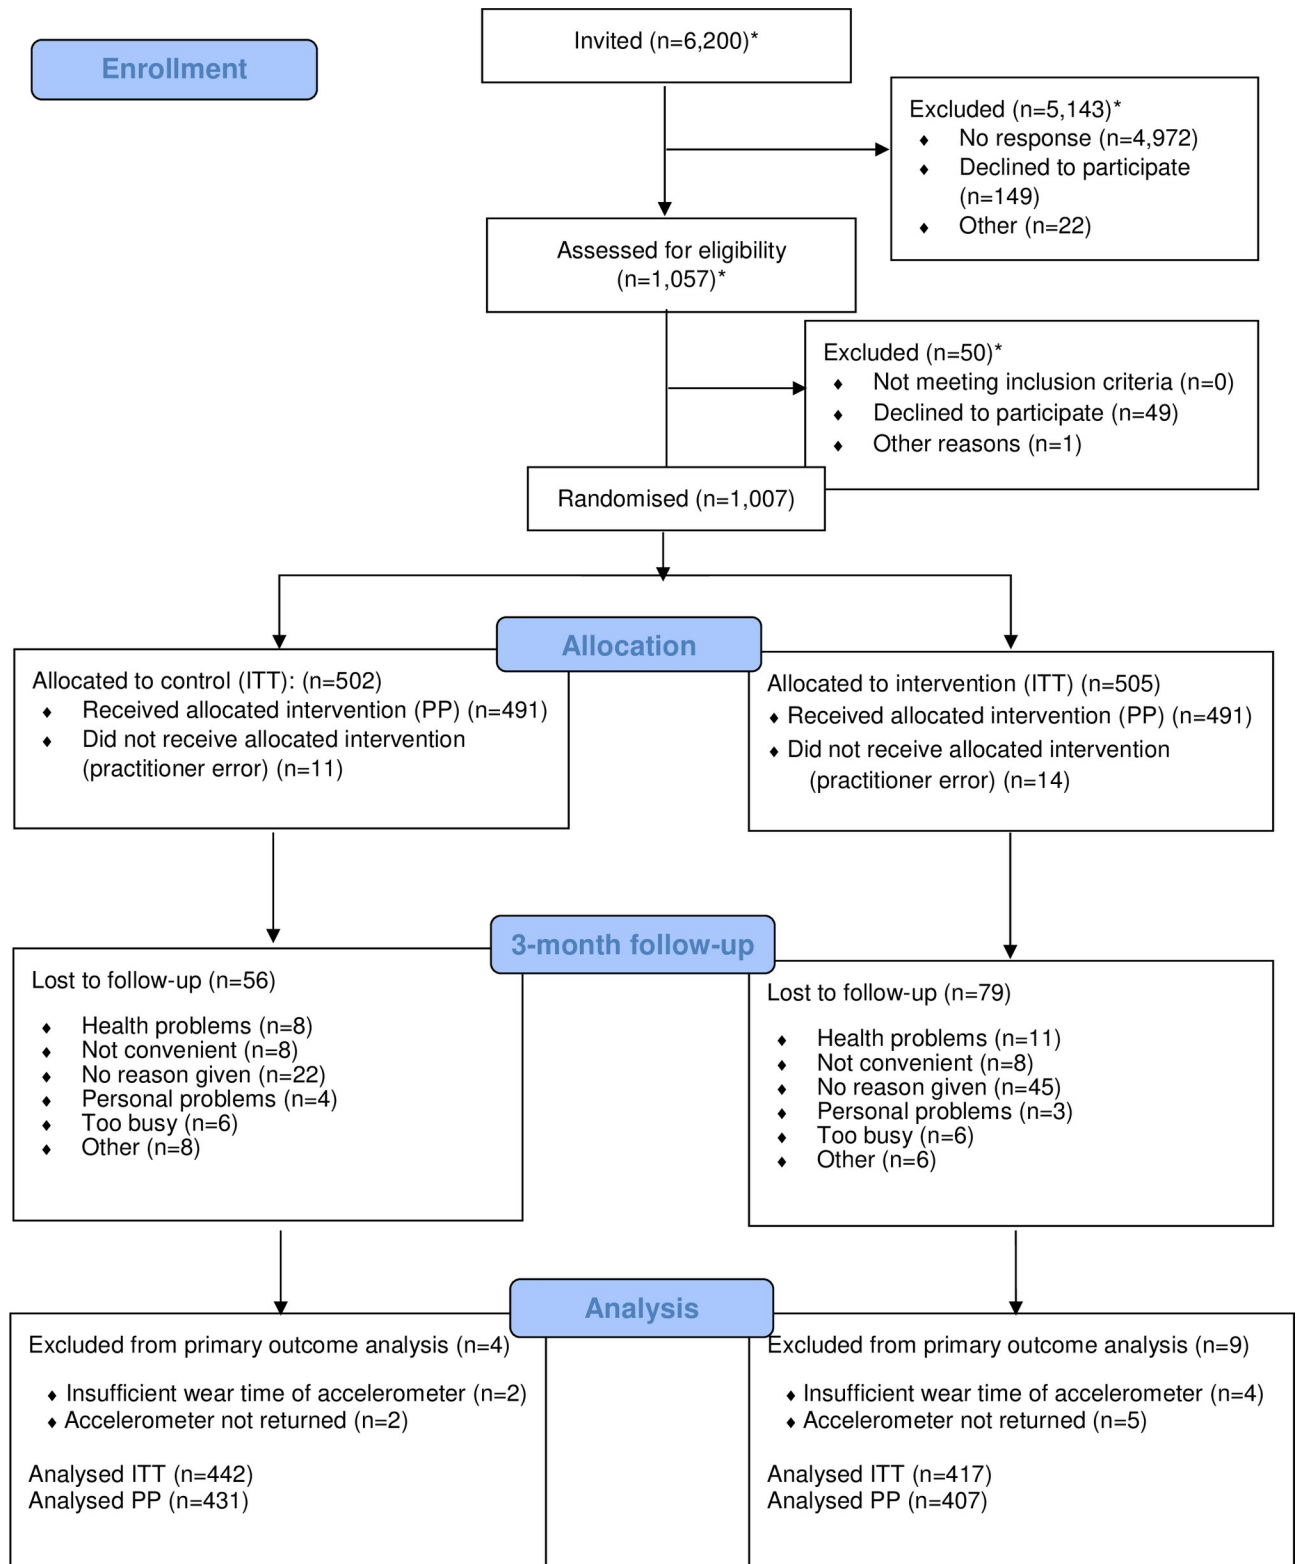 Enrollment
Invited (n=6,200)*
Excluded (n=5,143)*
♦ No response (n=4,972)
♦ Declined to participate
(n=149)
♦ Other (n=22)
Assessed for eligibility
(n=1,057)*
Excluded (n=50)*
♦ Not meeting inclusion criteria (n=0)
♦ Declined to participate (n=49)
♦ Other reasons (n=1)
Randomised (n=1,007)
Allocation
Allocated to control (ITT): (n=502)
♦ Received allocated intervention (PP) (n=491)
♦ Did not receive allocated intervention
(practitioner error) (n=11)
Allocated to intervention (ITT) (n=505)
♦ Received allocated intervention (PP) (n=491)
♦ Did not receive allocated intervention
(practitioner error) (n=14)
3-month follow-up
Lost to follow-up (n=56)
♦ Health problems (n=8)
♦ Not convenient (n=8)
♦ No reason given (n=22)
♦ Personal problems (n=4)
♦ Too busy (n=6)
♦ Other (n=8)
Lost to follow-up (n=79)
♦ Health problems (n=11)
♦ Not convenient (n=8)
♦ No reason given (n=45)
♦ Personal problems (n=3)
♦ Too busy (n=6)
♦ Other (n=6)
Analysis
Excluded from primary outcome analysis (n=4)
♦ Insufficient wear time of accelerometer (n=2)
♦ Accelerometer not returned (n=2)
Analysed ITT (n=442)
Analysed PP (n=431)
Excluded from primary outcome analysis (n=9)
♦ Insufficient wear time of accelerometer (n=4)
♦ Accelerometer not returned (n=5)
Analysed ITT (n=417)
Analysed PP (n=407)